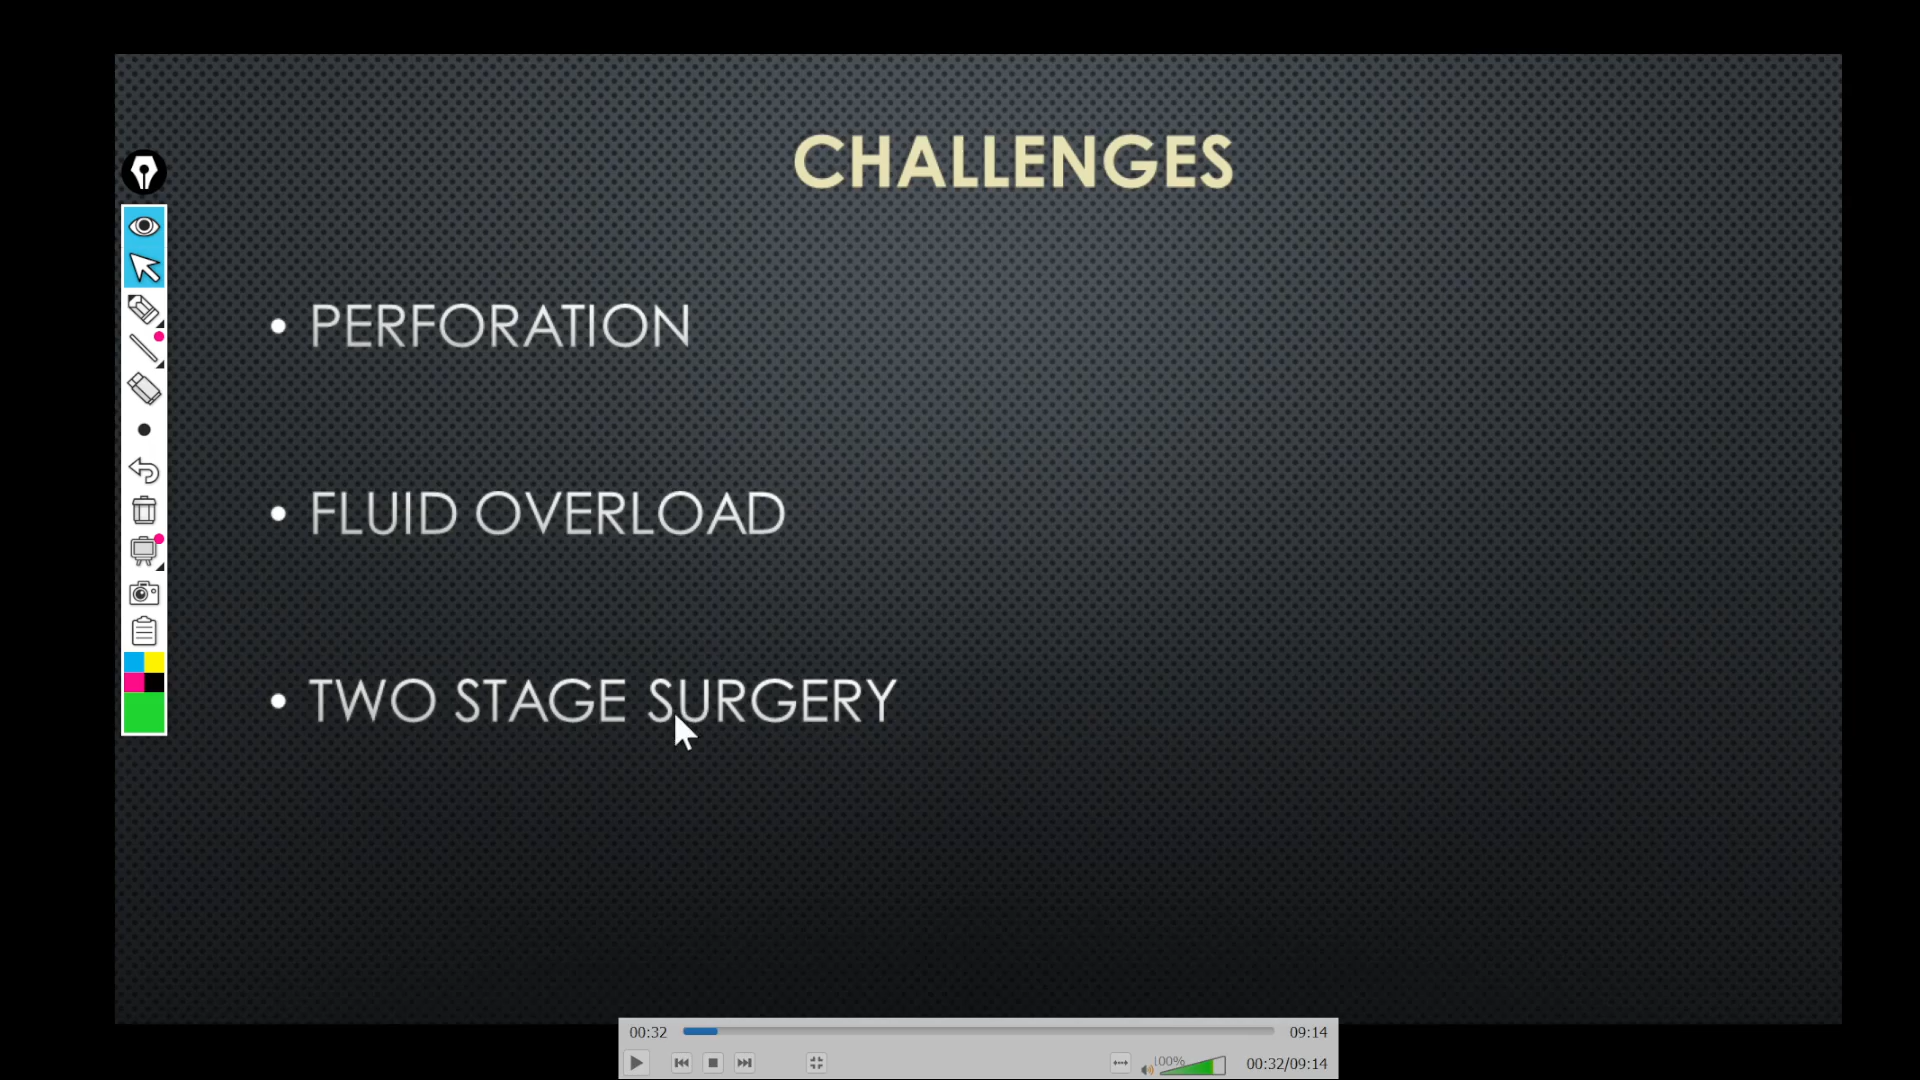 CHALLENGES
• PERFORATION
• FLUID OVERLOAD
• TWO STAGE SURGERY
00:32
09:14
100%
00:32/09:14